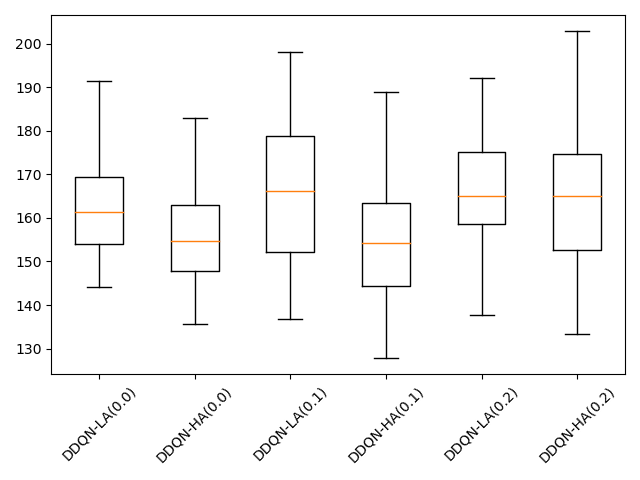 200
190
180
170
160
150
140
130
DDQN-LA(0.0)
DDQN-HA(0.0)
DDQN-LA(0.1)
DDQN-HA(0.1)
DDQN-LA(0.2)
DDQN-HA(0.2)